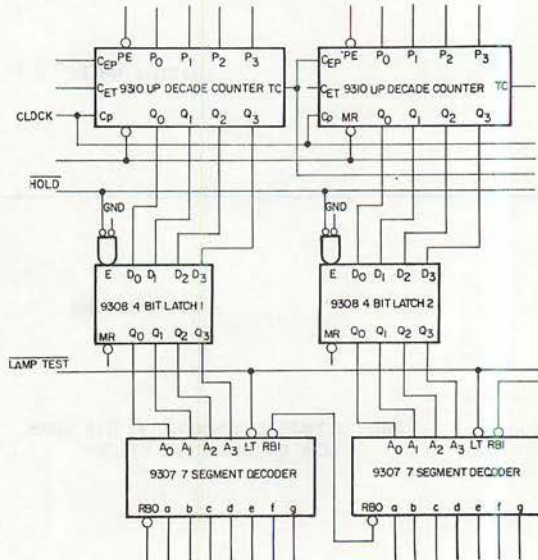 PE P0 P1 P2 P3 PE P0 P1 P2 P3
CEP CEP
CET 9310 UP DECADE COUNTER TC CET 9310 UP DECADE COUNTER TC
CLOCK CP Q0 Q1 Q2 Q3 CP MR Q0 Q1 Q2 Q3
HOLD
GND GND
E D0 D1 D2 D3 E D0 D1 D2 D3
9308 4 BIT LATCH 1 9308 4 BIT LATCH 2
MR Q0 Q1 Q2 Q3 MR Q0 Q1 Q2 Q3
LAMP TEST
A0 A1 A2 A3 LT RBI A0 A1 A2 A3 LT RBI
9307 7 SEGMENT DECODER 9307 7 SEGMENT DECODER
RBO a b c d e f g RBO a b c d e f g